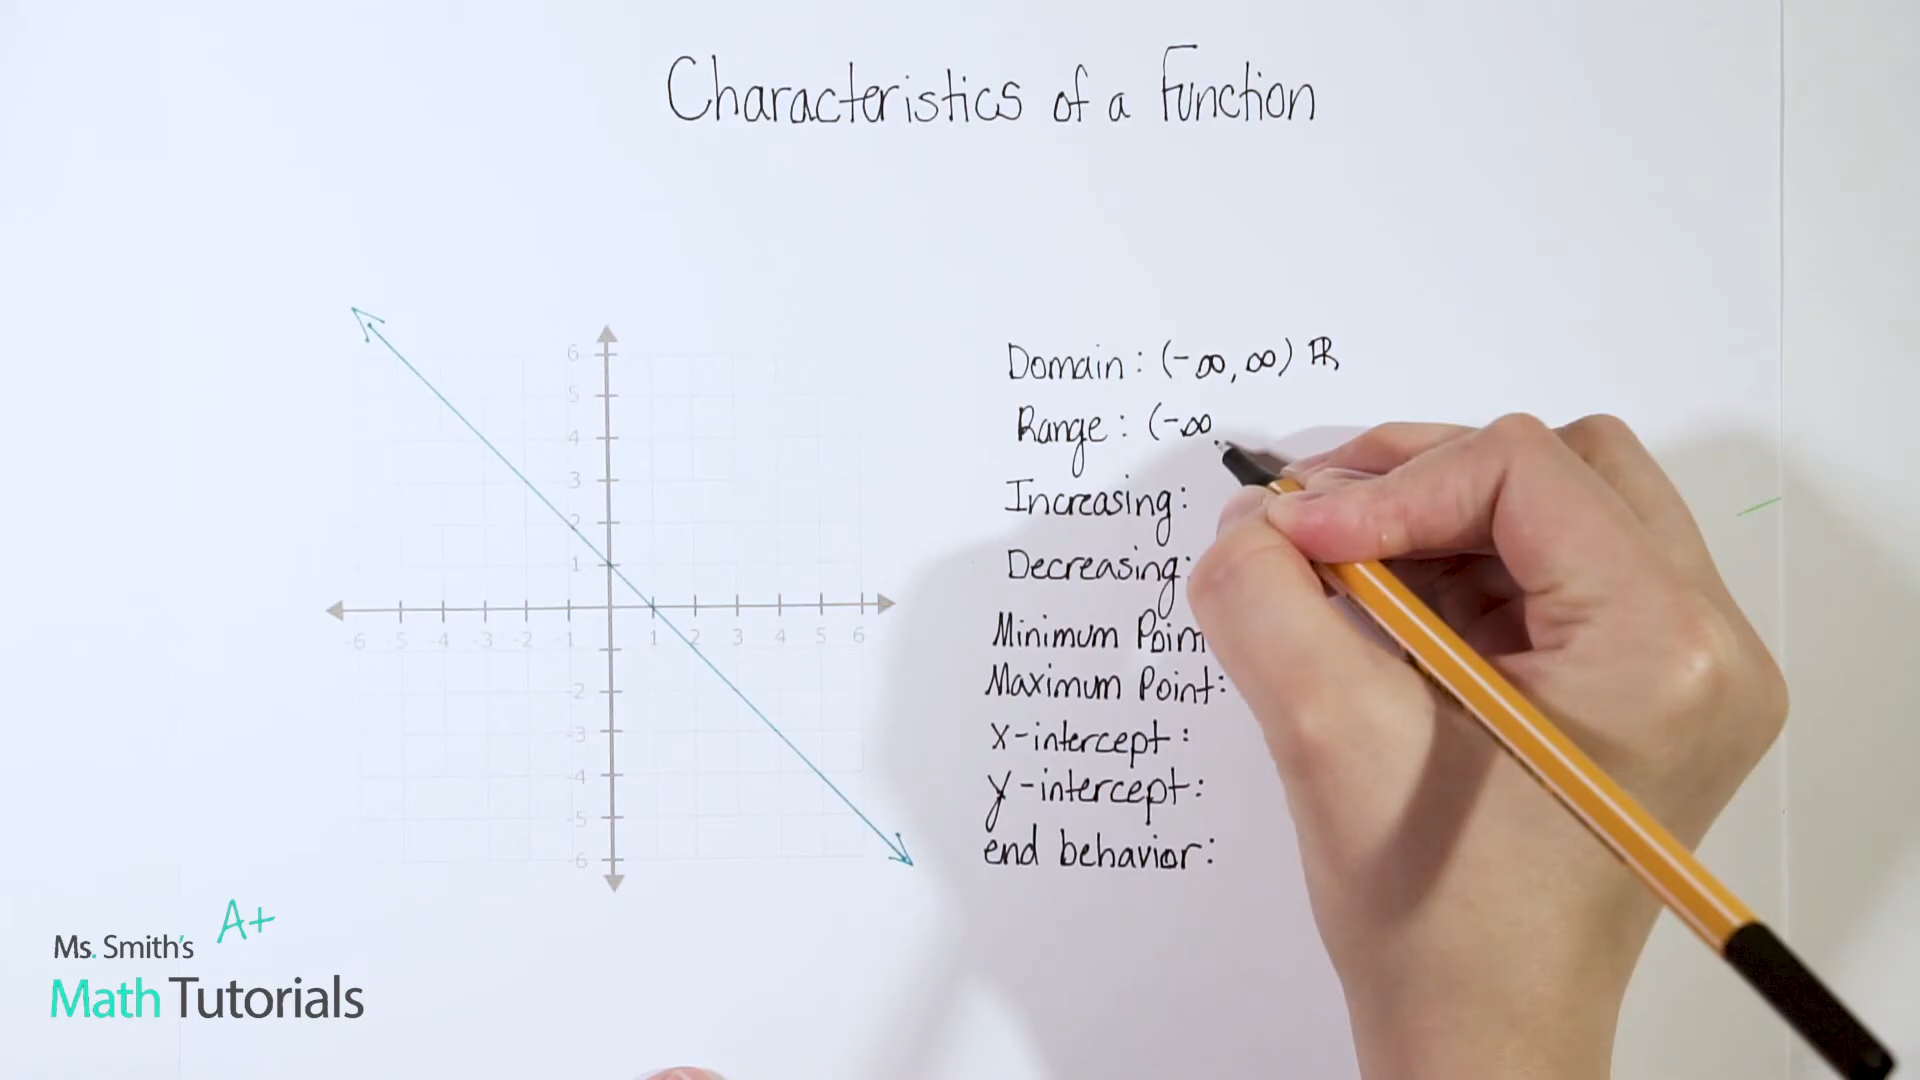 Characteristics of a Function
6
5
4
3
2
1
-6 -5 -4 -3 -2 -1 1 2 3 4 5 6
-2
-3
-4
-5
-6
Domain: (-∞, ∞) ℝ
Range: (-∞,
Increasing:
Decreasing:
Minimum Poin
Maximum Point:
x-intercept:
y-intercept:
end behavior:
A+
Ms. Smith's
Math Tutorials